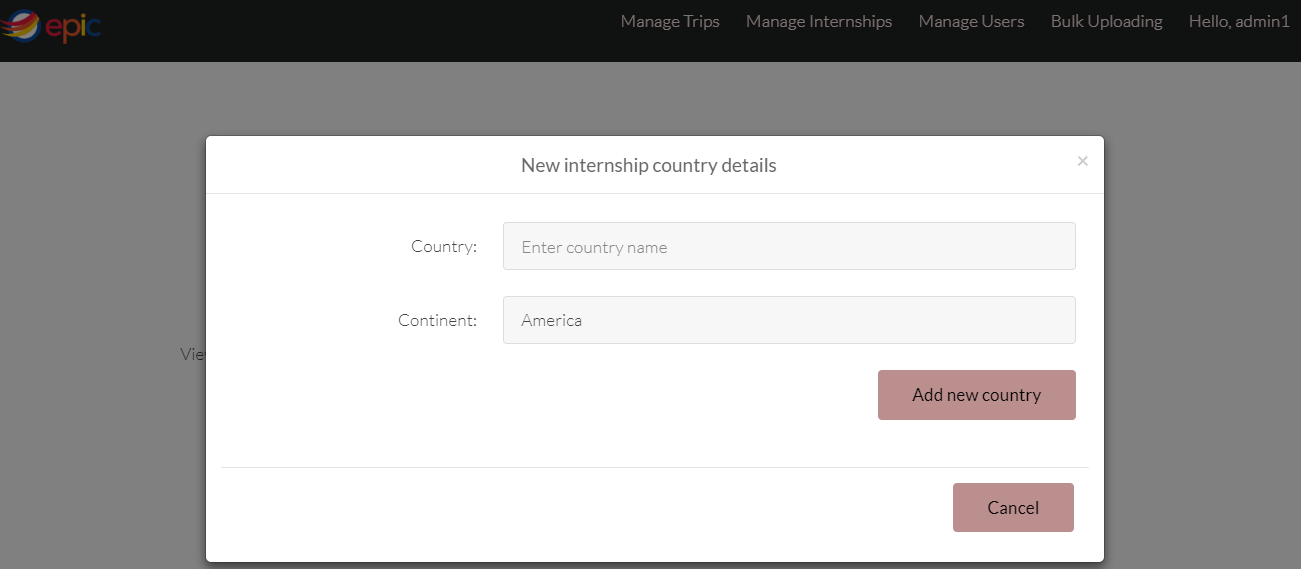 epic
Manage Trips Manage Internships Manage Users Bulk Uploading Hello, admin1
New internship country details ×
Country: Enter country name
Continent: America
Add new country
Cancel